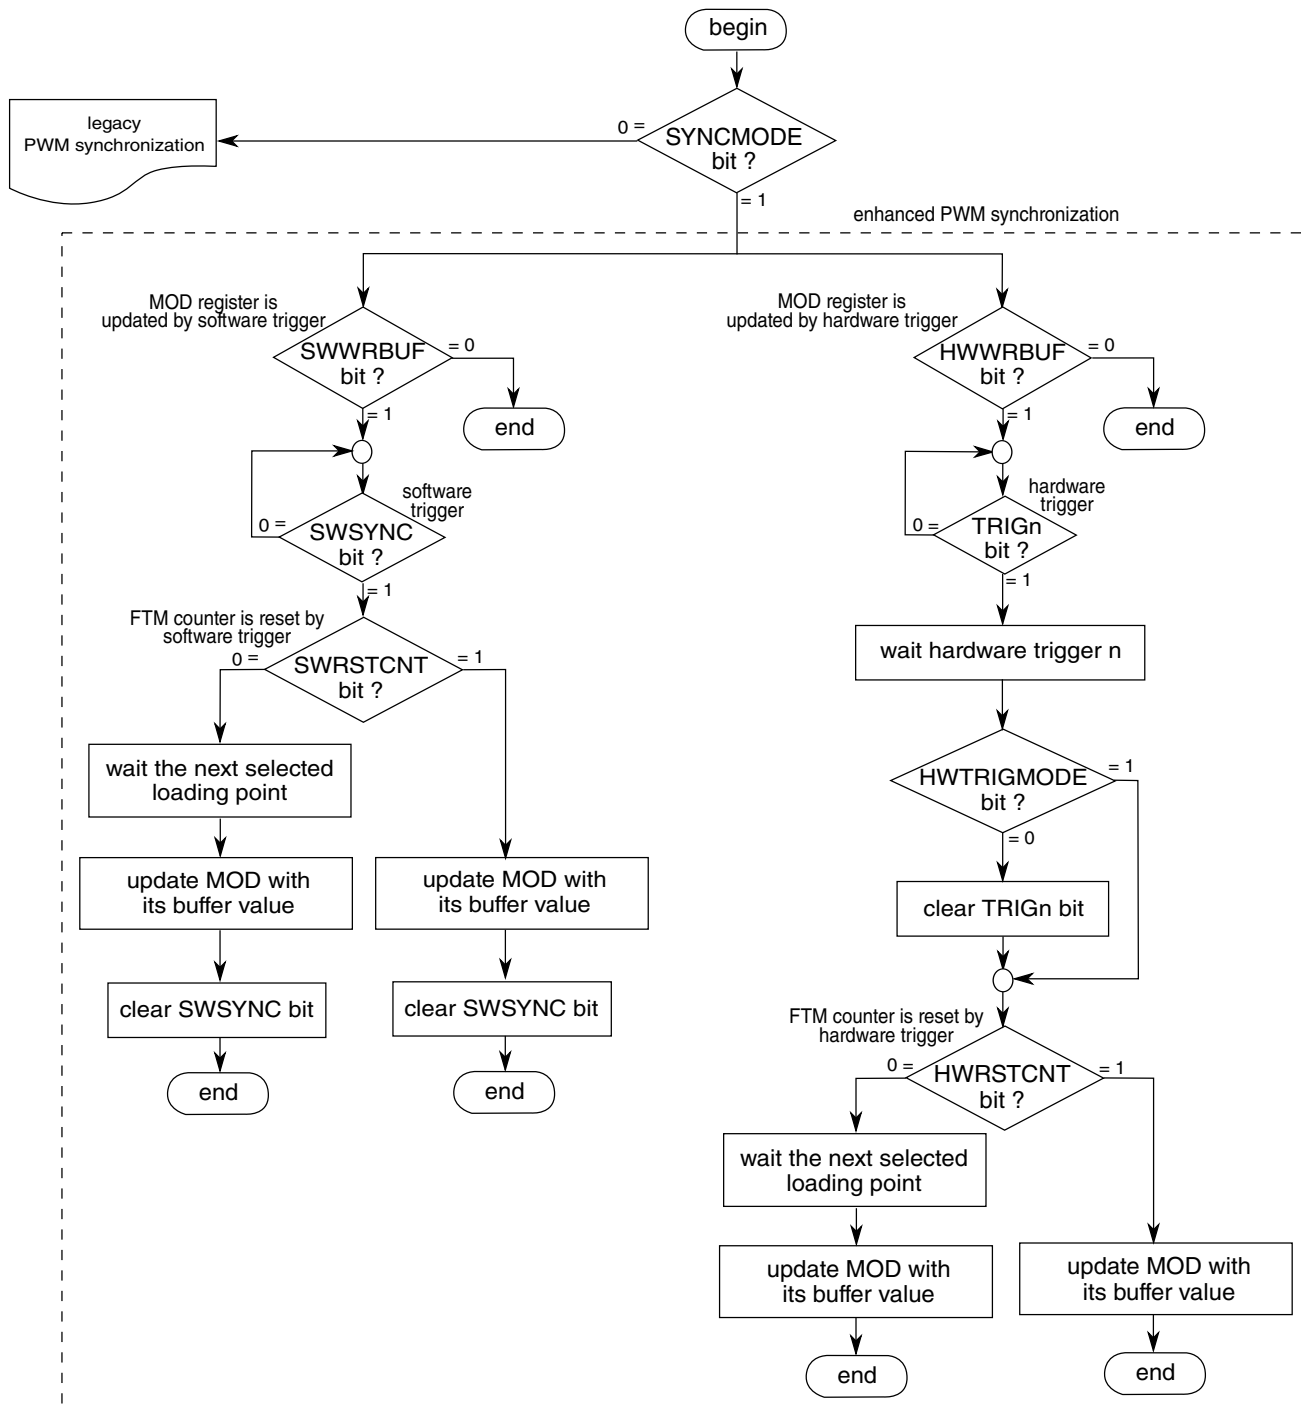 begin
legacy
PWM synchronization
0 =
SYNCMODE
bit ?
= 1
enhanced PWM synchronization
MOD register is
updated by software trigger
SWWRBUF
bit ?
= 0
= 1
end
software
trigger
0 =
SWSYNC
bit ?
= 1
FTM counter is reset by
software trigger
0 =
SWRSTCNT
bit ?
= 1
wait the next selected
loading point
update MOD with
its buffer value
clear SWSYNC bit
end
update MOD with
its buffer value
clear SWSYNC bit
end
MOD register is
updated by hardware trigger
HWWRBUF
bit ?
= 0
= 1
end
hardware
trigger
0 =
TRIGn
bit ?
= 1
wait hardware trigger n
HWTRIGMODE
bit ?
= 1
= 0
clear TRIGn bit
FTM counter is reset by
hardware trigger
0 =
HWRSTCNT
bit ?
= 1
wait the next selected
loading point
update MOD with
its buffer value
end
update MOD with
its buffer value
end